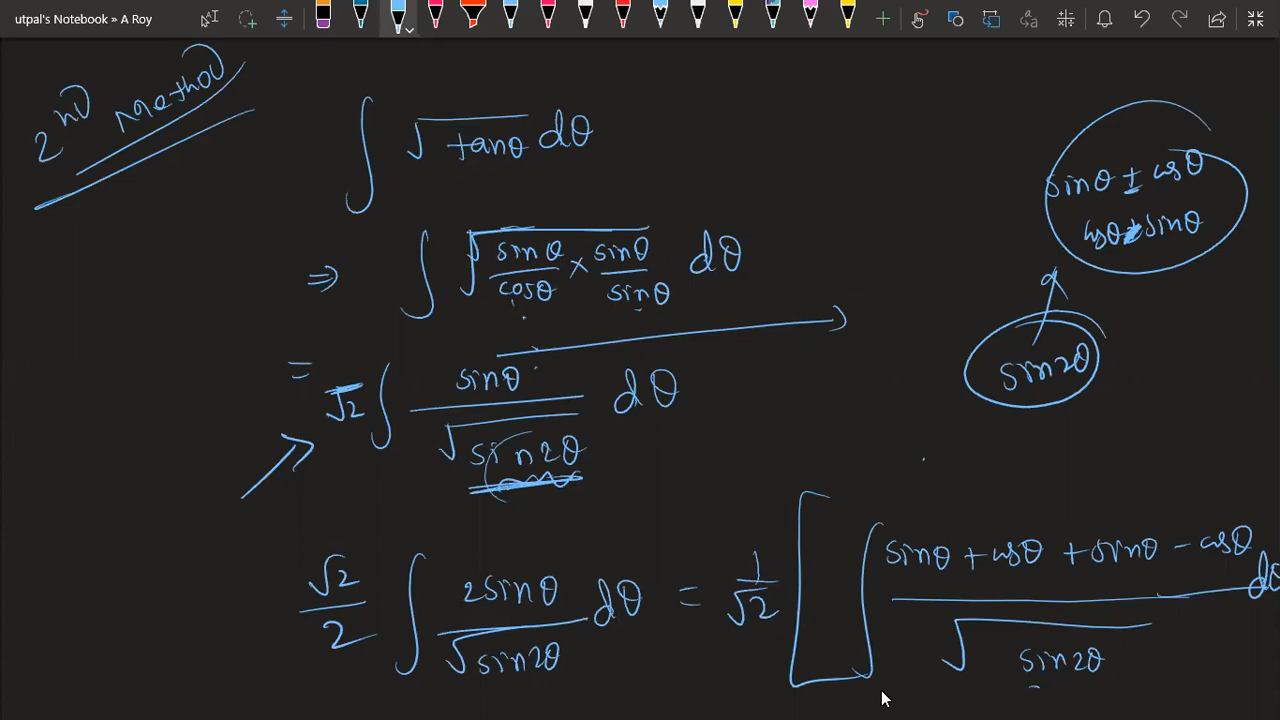 utpal's Notebook » A Roy
2nd Method
∫ √tanθ dθ
sinθ ± cosθ
cosθ ± sinθ
⇒ ∫ √(sinθ/cosθ × sinθ/sinθ) dθ
sin2θ
= √2 ∫ sinθ/√(sin2θ) dθ
√2/2 ∫ 2sinθ/√(sin2θ) dθ = 1/√2 [ ∫ (sinθ + cosθ + sinθ - cosθ)/√(sin2θ) dθ